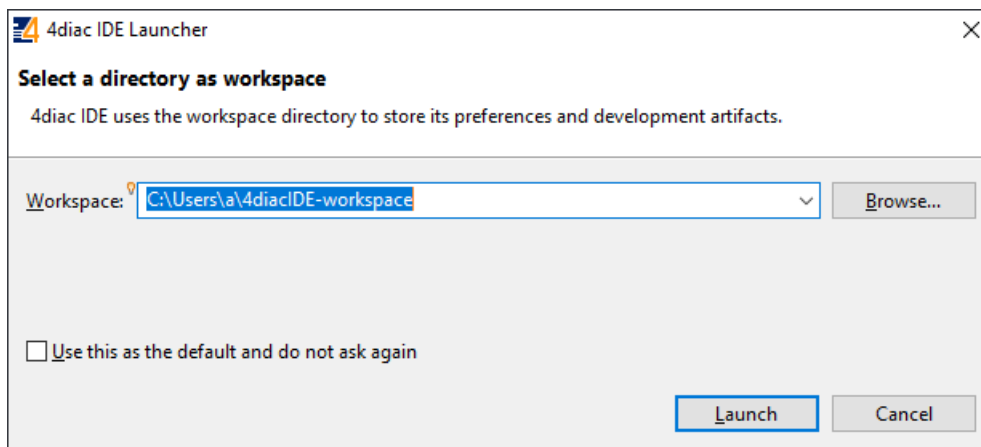 4diac IDE Launcher
Select a directory as workspace
4diac IDE uses the workspace directory to store its preferences and development artifacts.
Workspace: C:\Users\a\4diacIDE-workspace Browse...
Use this as the default and do not ask again
Launch Cancel